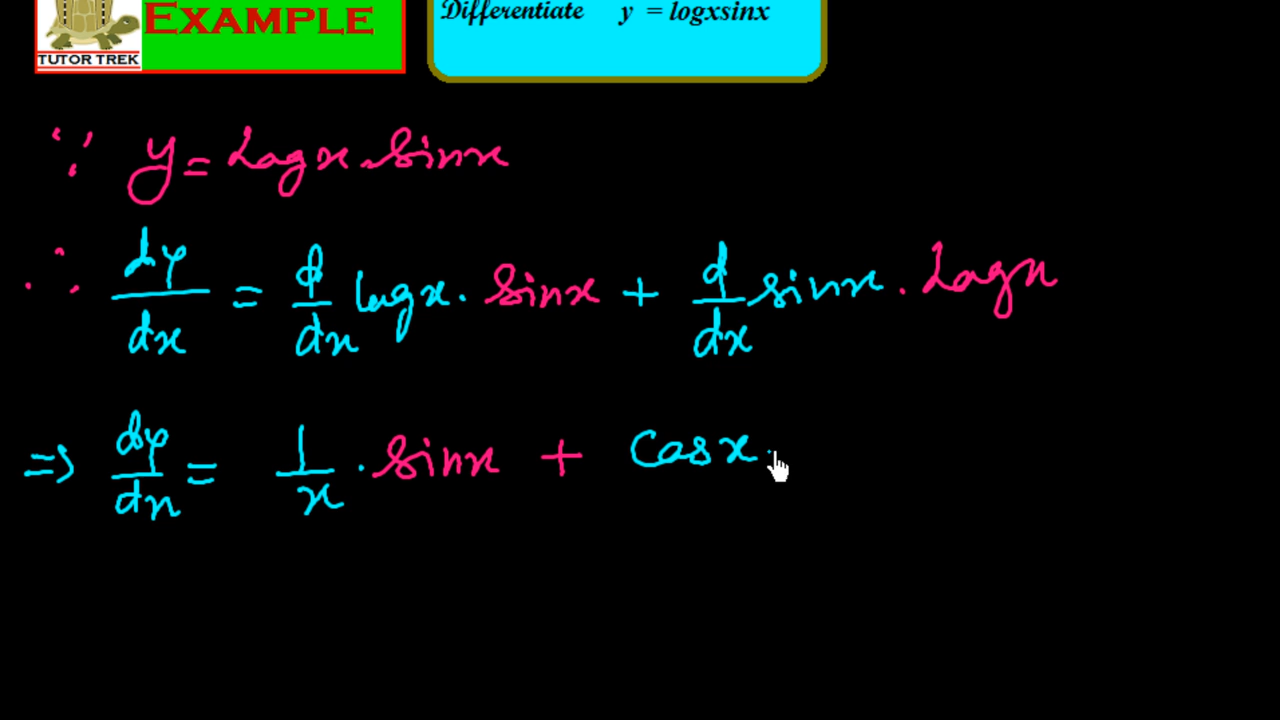 EXAMPLE
TUTOR TREK
Differentiate y = logxsinx
∵ y = logx sinx
∴ dy/dx = d/dx logx · sinx + d/dx sinx · logx
⇒ dy/dx = 1/x · sinx + cosx ·